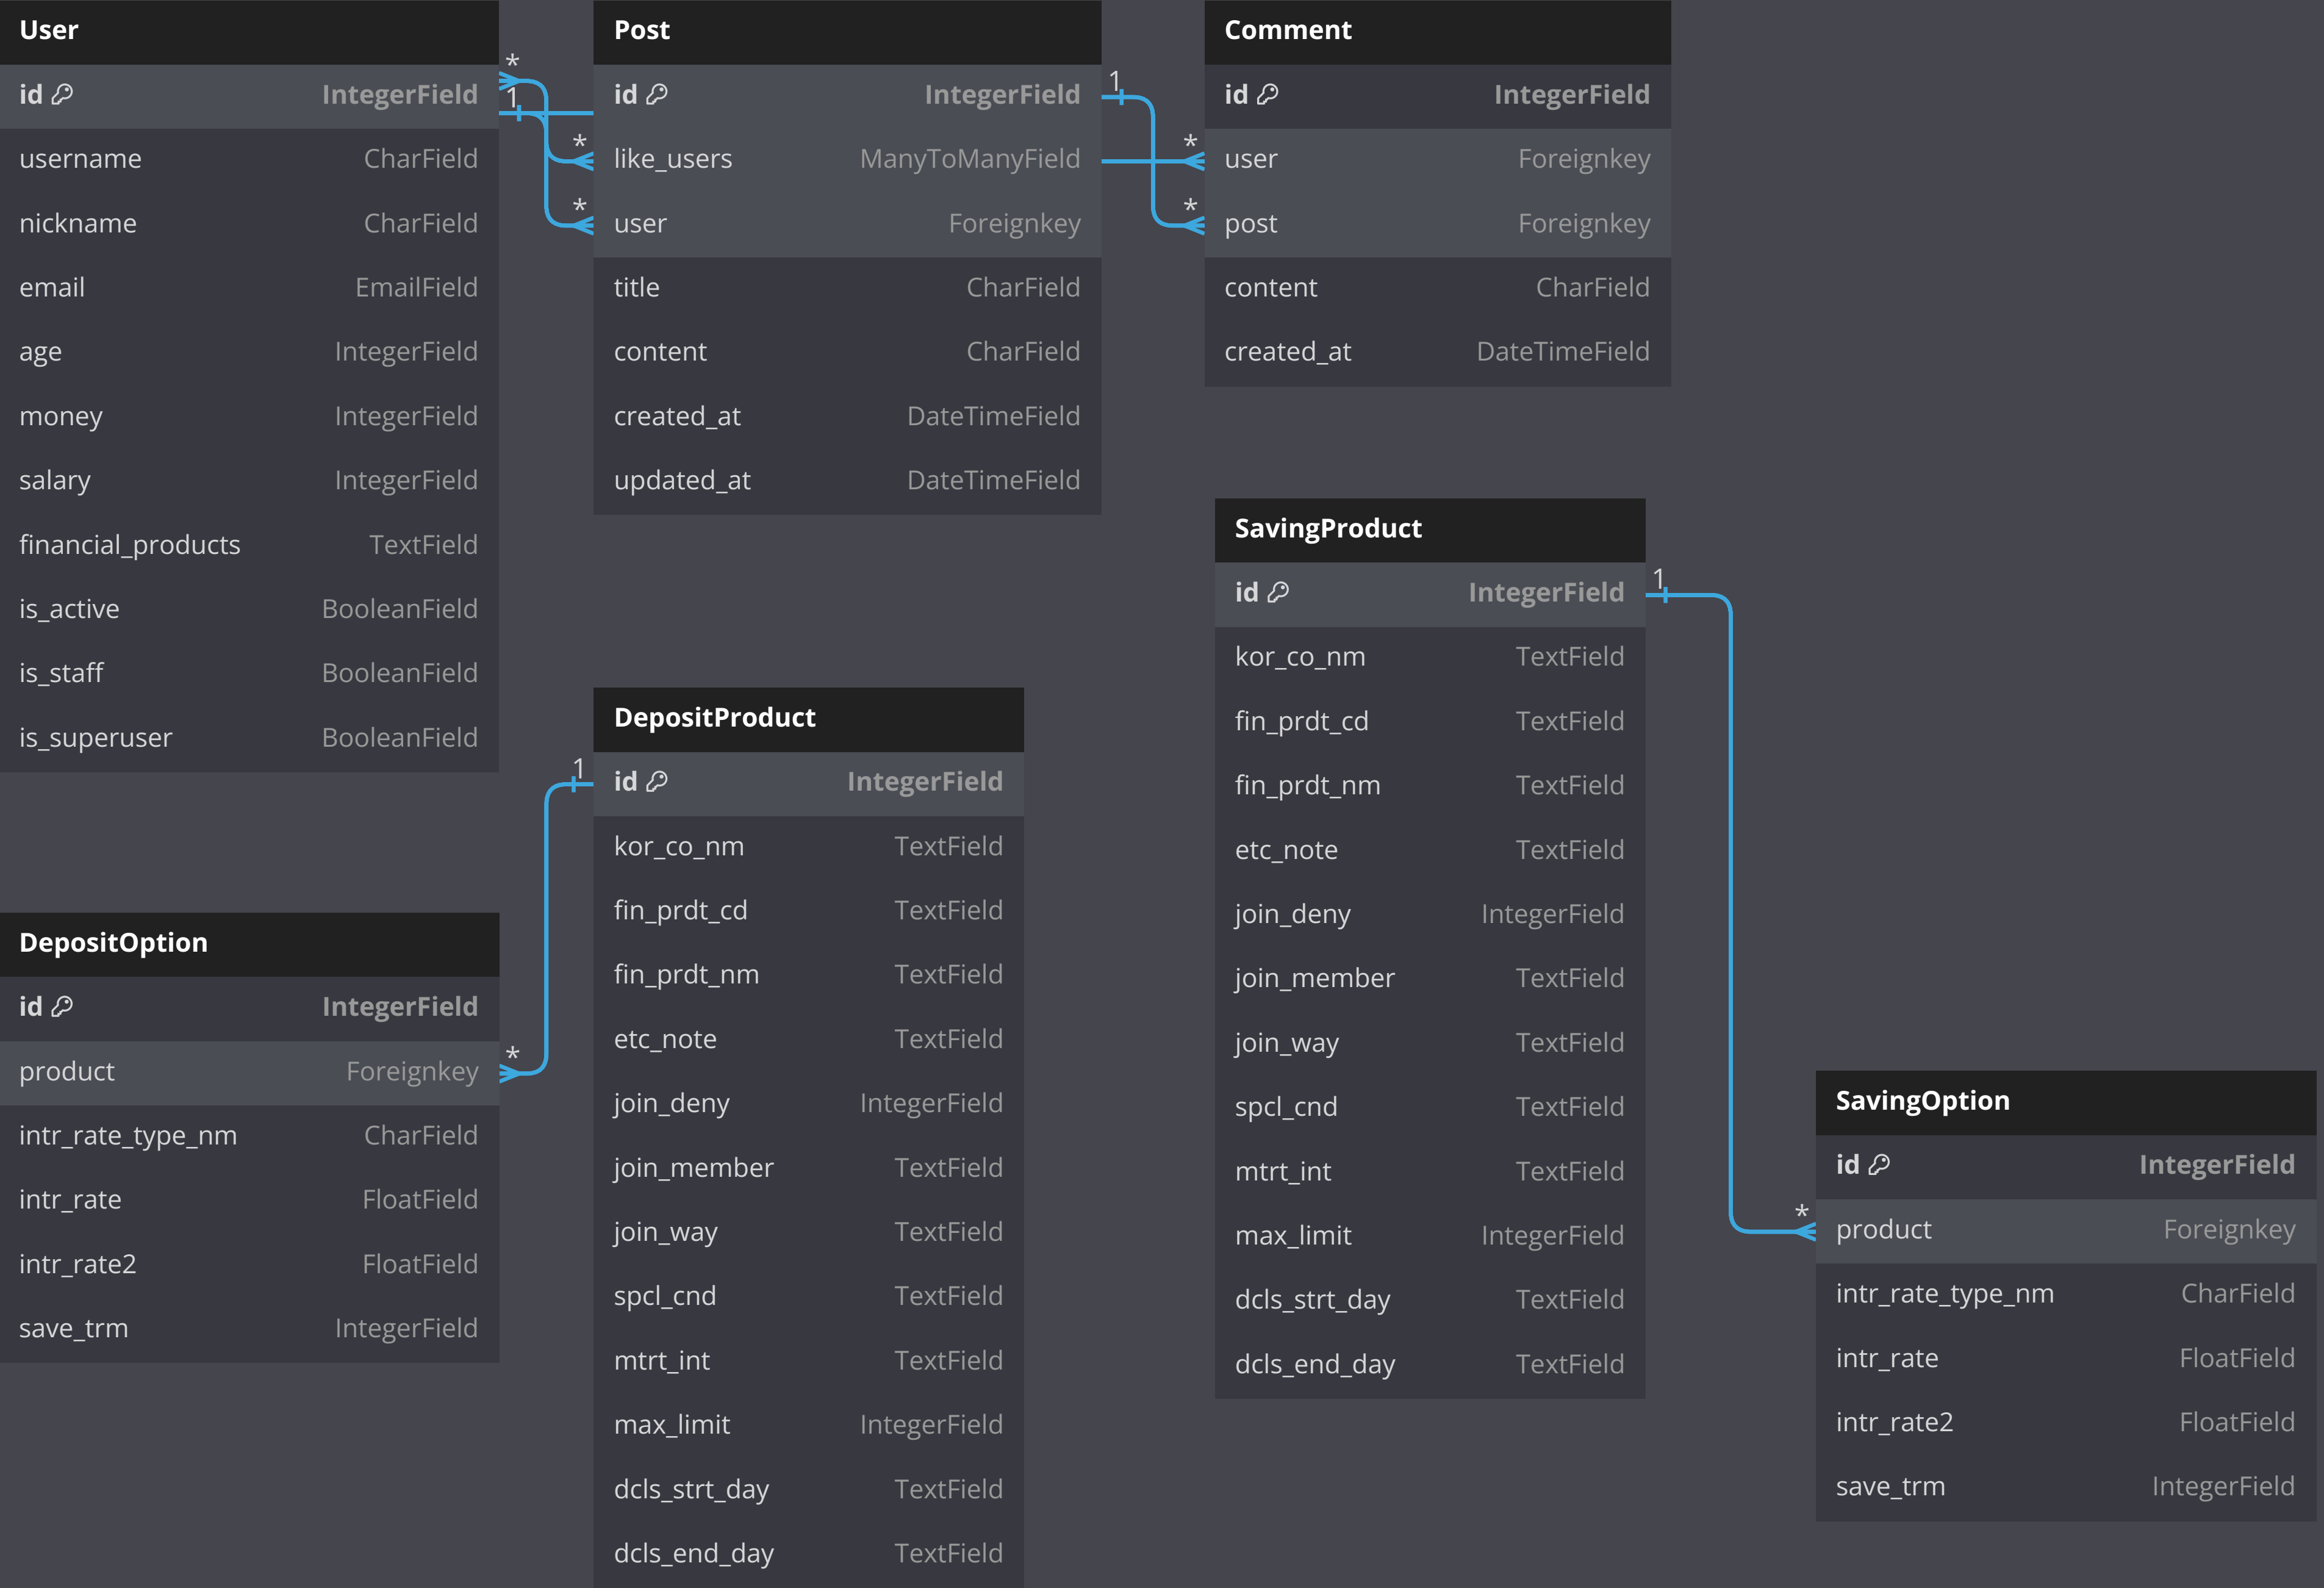 User
id IntegerField
username CharField
nickname CharField
email EmailField
age IntegerField
money IntegerField
salary IntegerField
financial_products TextField
is_active BooleanField
is_staff BooleanField
is_superuser BooleanField
*
1
*
*
Post
id IntegerField
like_users ManyToManyField
user Foreignkey
title CharField
content CharField
created_at DateTimeField
updated_at DateTimeField
1
*
*
Comment
id IntegerField
user Foreignkey
post Foreignkey
content CharField
created_at DateTimeField
DepositOption
id IntegerField
product Foreignkey
intr_rate_type_nm CharField
intr_rate FloatField
intr_rate2 FloatField
save_trm IntegerField
*
1
DepositProduct
id IntegerField
kor_co_nm TextField
fin_prdt_cd TextField
fin_prdt_nm TextField
etc_note TextField
join_deny IntegerField
join_member TextField
join_way TextField
spcl_cnd TextField
mtrt_int TextField
max_limit IntegerField
dcls_strt_day TextField
dcls_end_day TextField
SavingProduct
id IntegerField
kor_co_nm TextField
fin_prdt_cd TextField
fin_prdt_nm TextField
etc_note TextField
join_deny IntegerField
join_member TextField
join_way TextField
spcl_cnd TextField
mtrt_int TextField
max_limit IntegerField
dcls_strt_day TextField
dcls_end_day TextField
1
*
SavingOption
id IntegerField
product Foreignkey
intr_rate_type_nm CharField
intr_rate FloatField
intr_rate2 FloatField
save_trm IntegerField